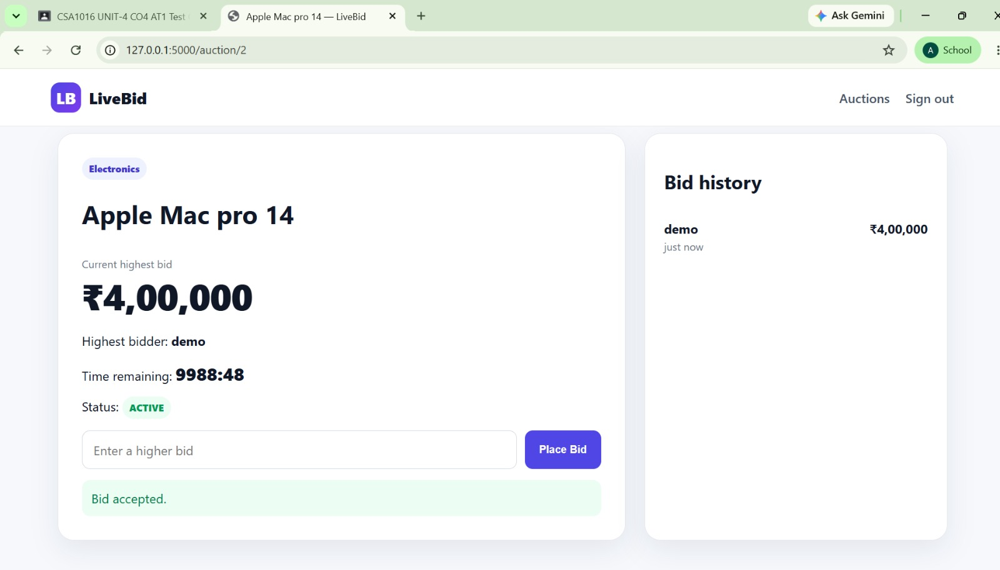 CSA1016 UNIT-4 CO4 AT1 Test
Apple Mac pro 14 — LiveBid
Ask Gemini
127.0.0.1:5000/auction/2
A School
LB LiveBid
Auctions Sign out
Electronics
Apple Mac pro 14
Current highest bid
₹4,00,000
Highest bidder: demo
Time remaining: 9988:48
Status: ACTIVE
Enter a higher bid
Place Bid
Bid accepted.
Bid history
demo ₹4,00,000
just now